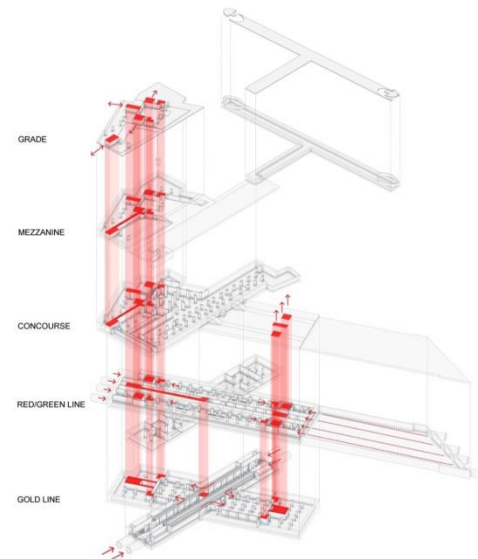 GRADE
MEZZANINE
CONCOURSE
RED/GREEN LINE
GOLD LINE